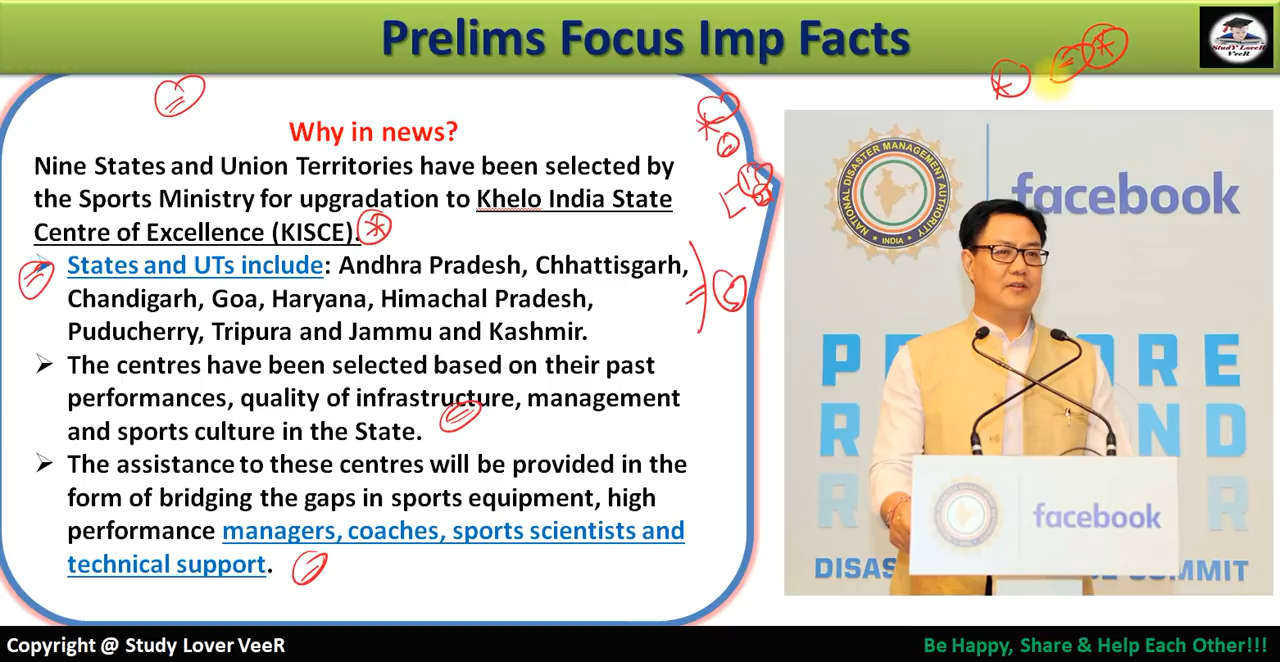 Prelims Focus Imp Facts
StudY LoveR
VeeR
Why in news?
Nine States and Union Territories have been selected by
the Sports Ministry for upgradation to Khelo India State
Centre of Excellence (KISCE).
States and UTs include: Andhra Pradesh, Chhattisgarh,
Chandigarh, Goa, Haryana, Himachal Pradesh,
Puducherry, Tripura and Jammu and Kashmir.
➢ The centres have been selected based on their past
performances, quality of infrastructure, management
and sports culture in the State.
➢ The assistance to these centres will be provided in the
form of bridging the gaps in sports equipment, high
performance managers, coaches, sports scientists and
technical support.
NATIONAL DISASTER MANAGEMENT AUTHORITY
INDIA
facebook
facebook
Copyright @ Study Lover VeeR
Be Happy, Share & Help Each Other!!!